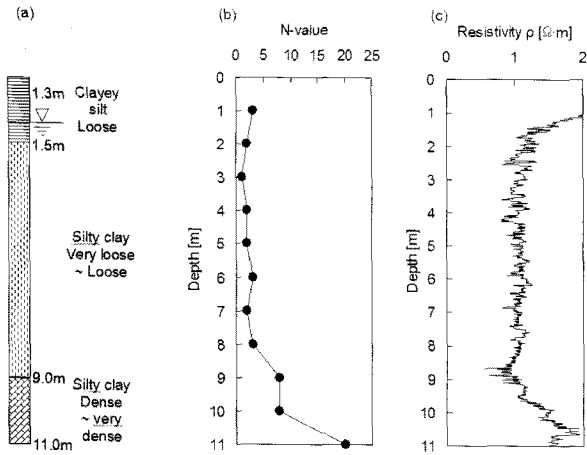 (a)
1.3m
Clayey
silt
Loose
1.5m
Silty clay
Very loose
~ Loose
9.0m
Silty clay
Dense
~ very
dense
11.0m
(b)
N-value
0 5 10 15 20 25
Depth [m]
0
1
2
3
4
5
6
7
8
9
10
11
(c)
Resistivity ρ [Ω·m]
0 1 2
Depth [m]
0
1
2
3
4
5
6
7
8
9
10
11